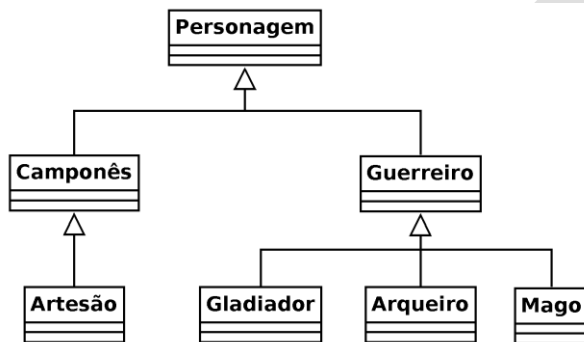 Personagem
Camponês
Guerreiro
Artesão
Gladiador
Arqueiro
Mago